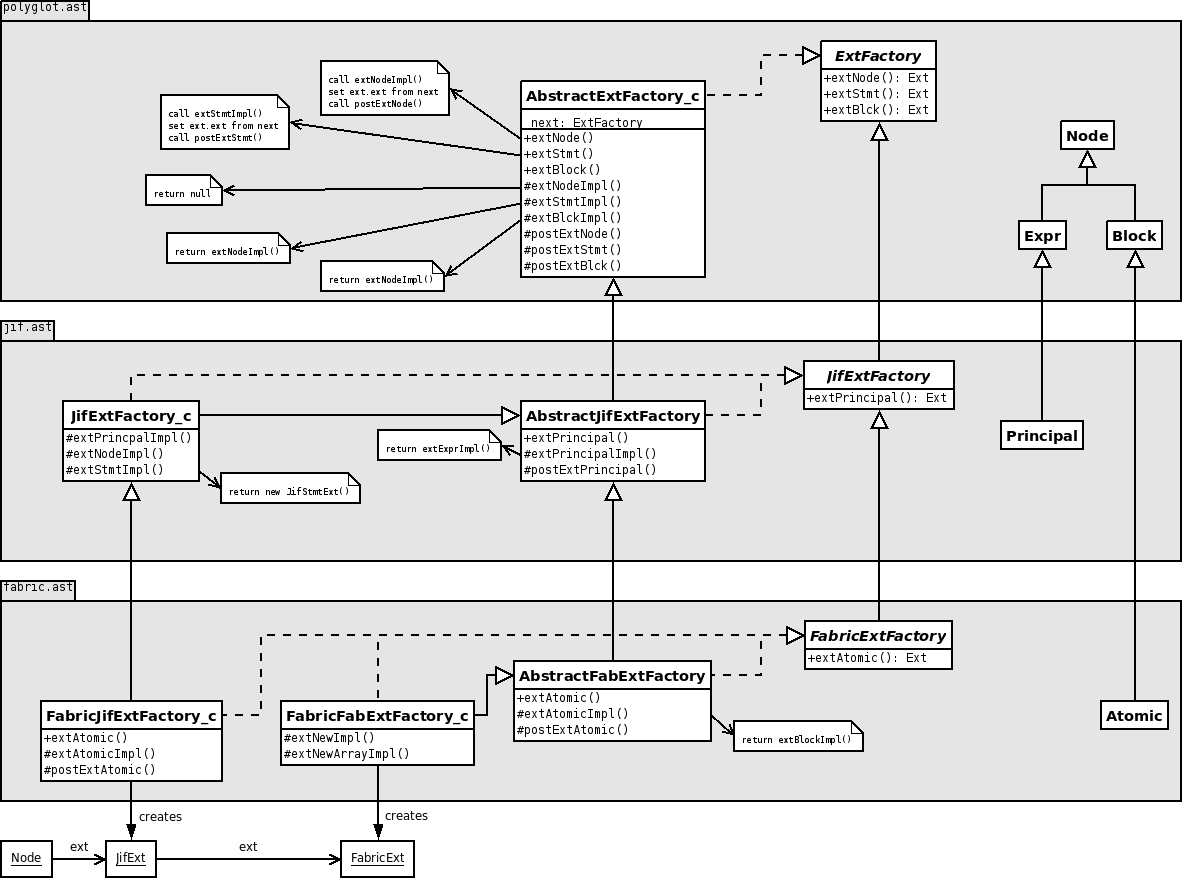 polyglot.ast
ExtFactory
+extNode(): Ext
+extStmt(): Ext
+extBlck(): Ext
call extNodeImpl()
set ext.ext from next
call postExtNode()
call extStmtImpl()
set ext.ext from next
call postExtStmt()
return null
return extNodeImpl()
return extNodeImpl()
AbstractExtFactory_c
next: ExtFactory
+extNode()
+extStmt()
+extBlock()
#extNodeImpl()
#extStmtImpl()
#extBlckImpl()
#postExtNode()
#postExtStmt()
#postExtBlck()
Node
Expr
Block
jif.ast
JifExtFactory
+extPrincipal(): Ext
JifExtFactory_c
#extPrincpalImpl()
#extNodeImpl()
#extStmtImpl()
return new JifStmtExt()
return extExprImpl()
AbstractJifExtFactory
+extPrincipal()
#extPrincipalImpl()
#postExtPrincipal()
Principal
fabric.ast
FabricExtFactory
+extAtomic(): Ext
AbstractFabExtFactory
+extAtomic()
#extAtomicImpl()
#postExtAtomic()
return extBlockImpl()
FabricJifExtFactory_c
+extAtomic()
#extAtomicImpl()
#postExtAtomic()
FabricFabExtFactory_c
#extNewImpl()
#extNewArrayImpl()
Atomic
creates
creates
Node
ext
JifExt
ext
FabricExt